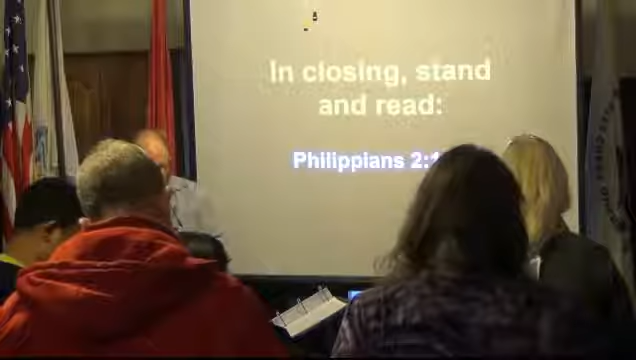 In closing, stand
and read:
Philippians 2: